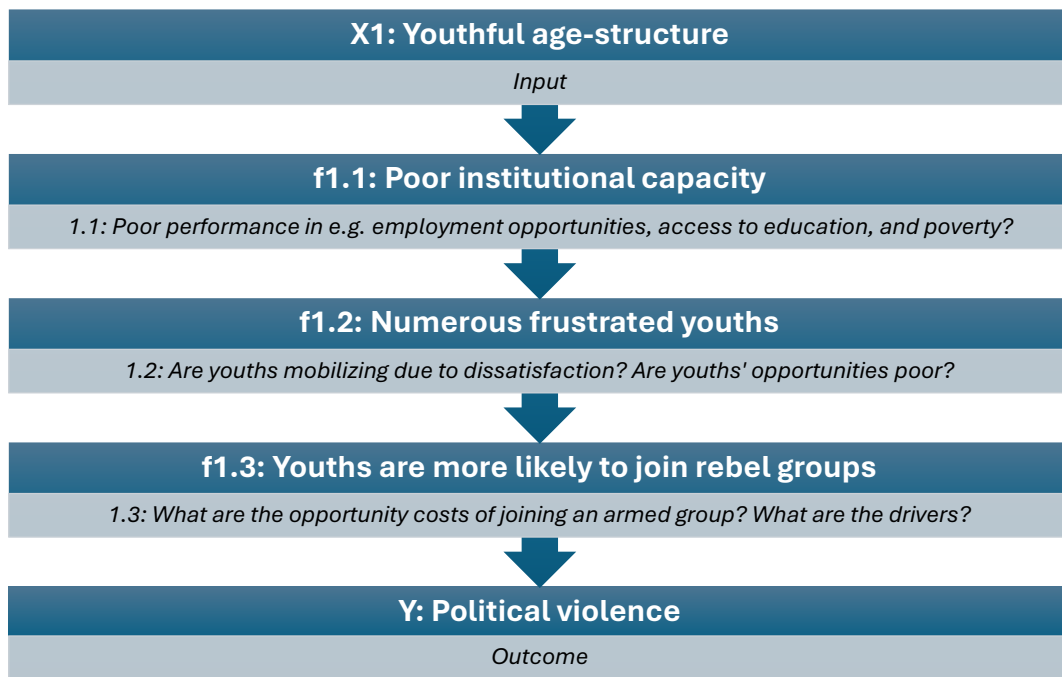 X1: Youthful age-structure
Input
f1.1: Poor institutional capacity
1.1: Poor performance in e.g. employment opportunities, access to education, and poverty?
f1.2: Numerous frustrated youths
1.2: Are youths mobilizing due to dissatisfaction? Are youths' opportunities poor?
f1.3: Youths are more likely to join rebel groups
1.3: What are the opportunity costs of joining an armed group? What are the drivers?
Y: Political violence
Outcome